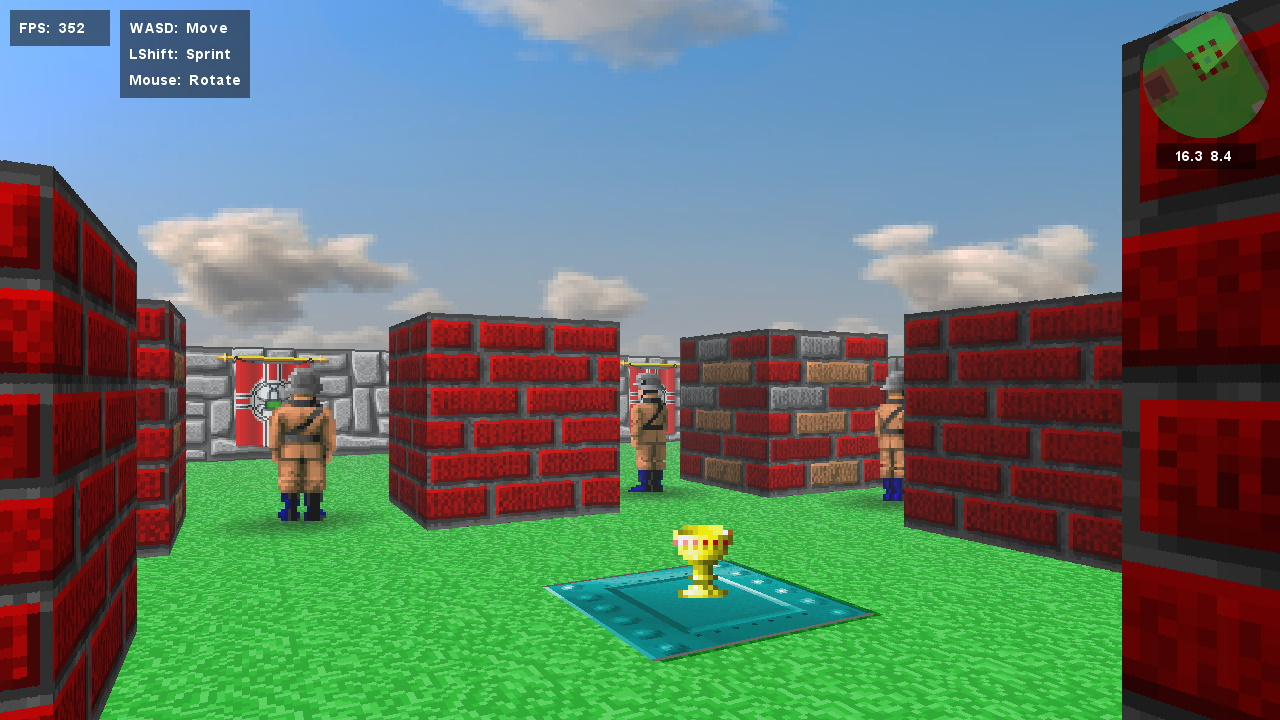 FPS: 352
WASD: Move
LShift: Sprint
Mouse: Rotate
16.3 8.4